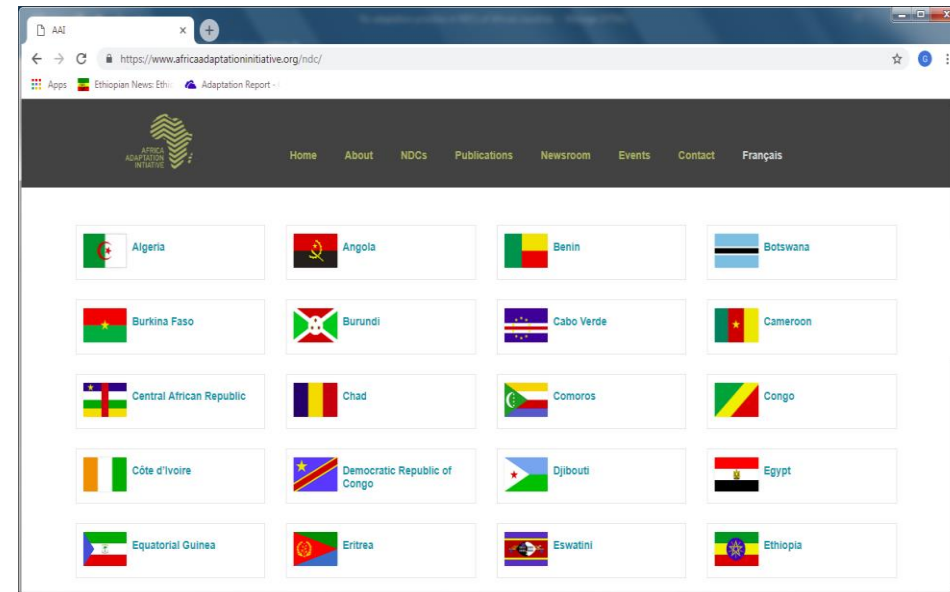 AAI
https://www.africaadaptationinitiative.org/ndc/
G
Apps Ethiopian News: Ethi Adaptation Report -
AFRICA
ADAPTATION
INITIATIVE
Home About NDCs Publications Newsroom Events Contact Français
Algeria Angola Benin Botswana
Burkina Faso Burundi Cabo Verde Cameroon
Central African Republic Chad Comoros Congo
Côte d'Ivoire Democratic Republic of
Congo Djibouti Egypt
Equatorial Guinea Eritrea Eswatini Ethiopia